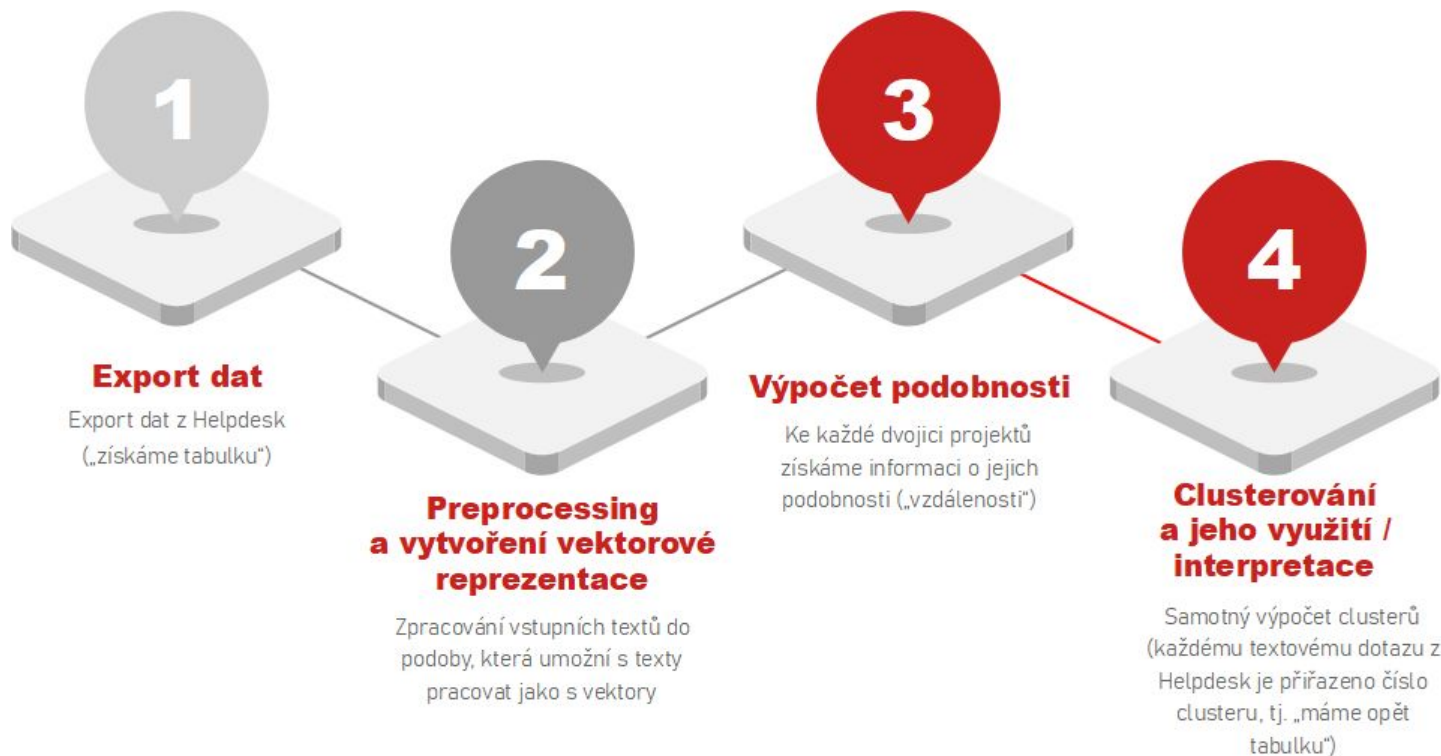 1
Export dat
Export dat z Helpdesk
(„získáme tabulku“)
2
Preprocessing
a vytvoření vektorové
reprezentace
Zpracování vstupních textů do
podoby, která umožní s texty
pracovat jako s vektory
3
Výpočet podobnosti
Ke každé dvojici projektů
získáme informaci o jejich
podobnosti („vzdálenosti“)
4
Clusterování
a jeho využití /
interpretace
Samotný výpočet clusterů
(každému textovému dotazu z
Helpdesk je přiřazeno číslo
clusteru, tj. „máme opět
tabulku“)